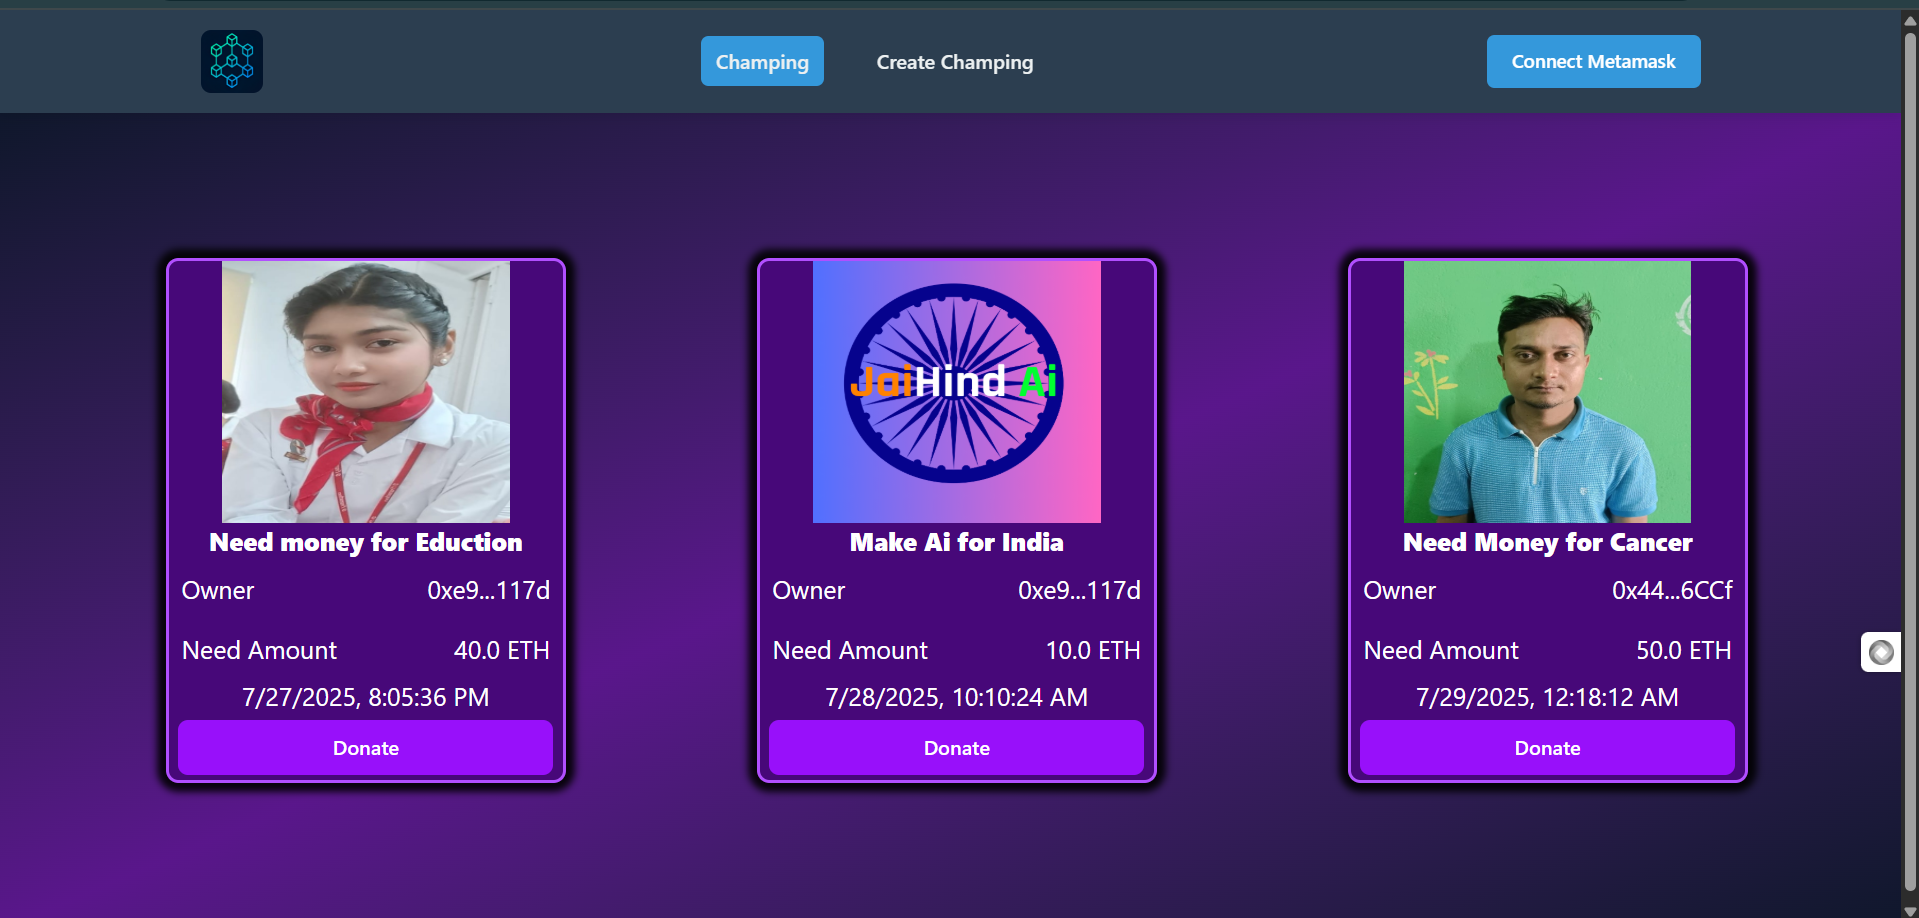 Champing
Create Champing
Connect Metamask
JaiHind Ai
Need money for Eduction
Owner 0xe9...117d
Need Amount 40.0 ETH
7/27/2025, 8:05:36 PM
Donate
Make Ai for India
Owner 0xe9...117d
Need Amount 10.0 ETH
7/28/2025, 10:10:24 AM
Donate
Need Money for Cancer
Owner 0x44...6CCf
Need Amount 50.0 ETH
7/29/2025, 12:18:12 AM
Donate